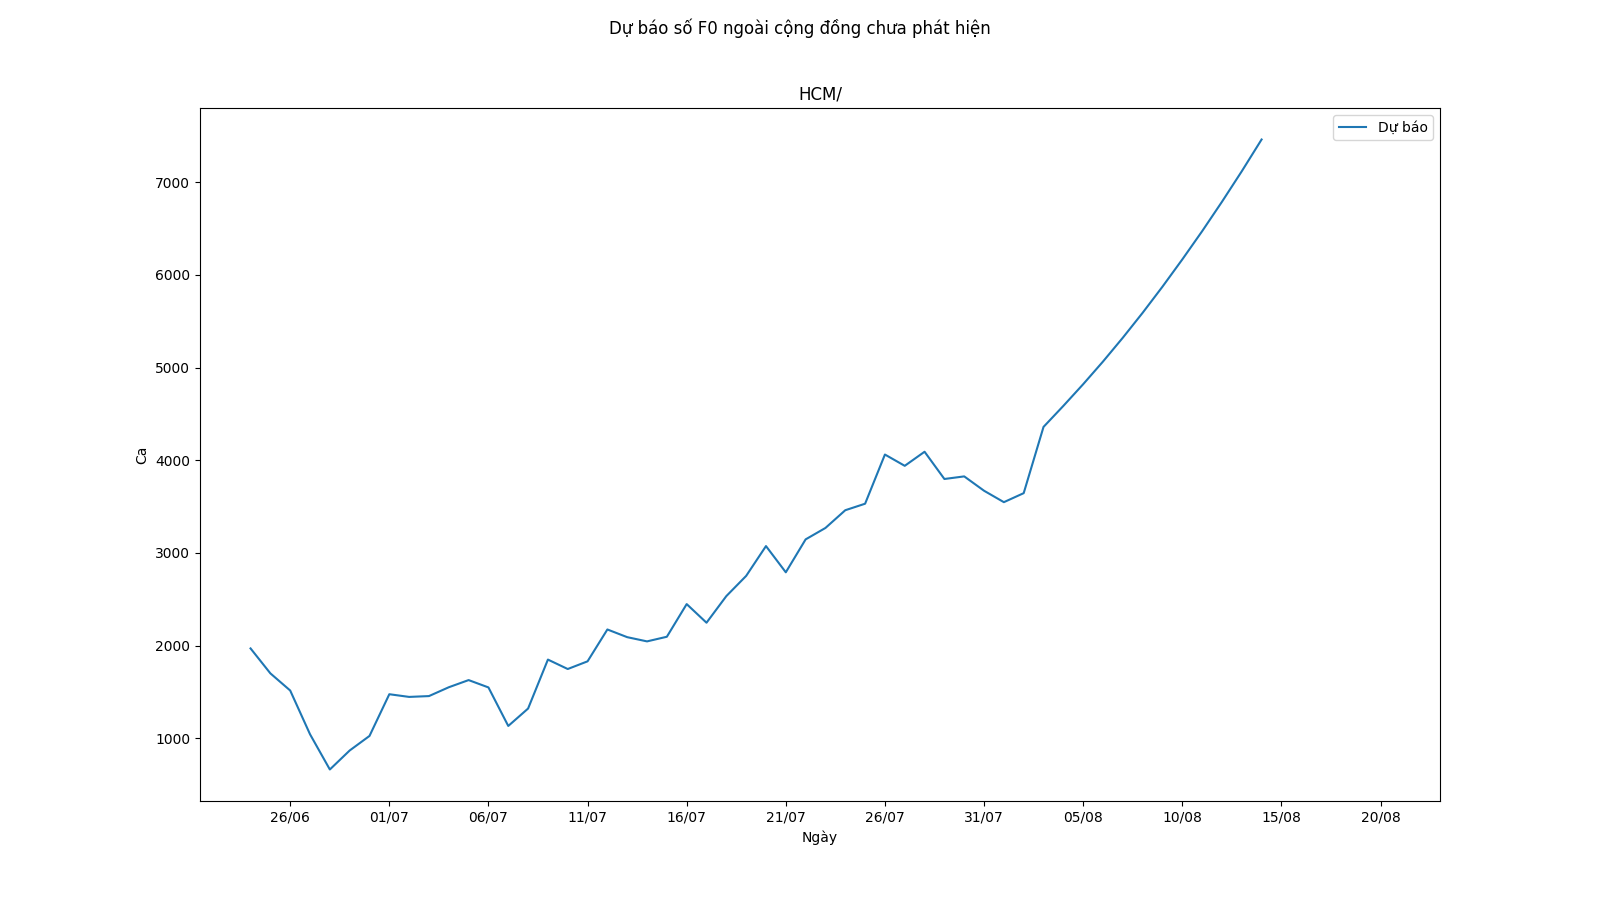 Dự báo số F0 ngoài cộng đồng chưa phát hiện
HCM/
Dự báo
7000
6000
5000
4000
3000
2000
1000
Ca
26/06 01/07 06/07 11/07 16/07 21/07 26/07 31/07 05/08 10/08 15/08 20/08
Ngày